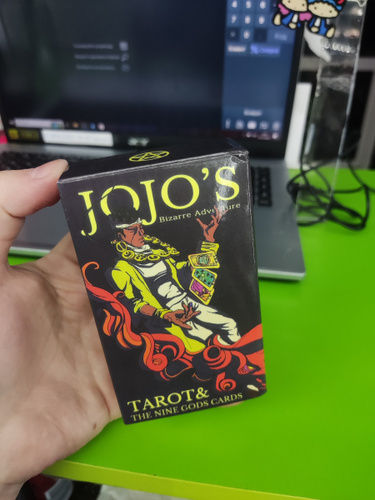 JOJO'S
Bizarre Adventure
TAROT&
THE NINE GODS CARDS